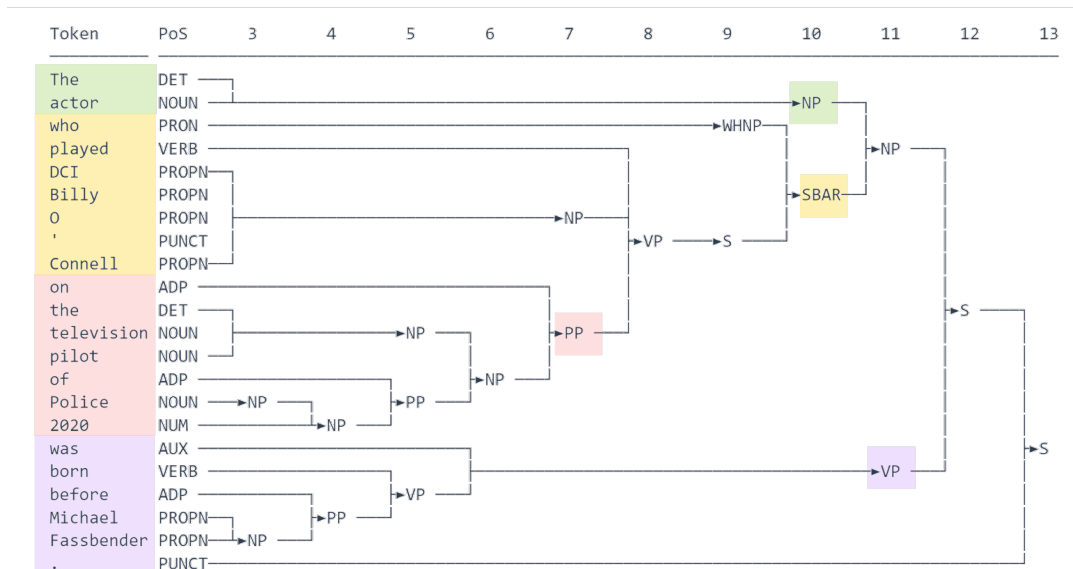 Token PoS 3 4 5 6 7 8 9 10 11 12 13
The DET
actor NOUN NP
who PRON WHNP
played VERB NP
DCI PROPN
Billy PROPN SBAR
O PROPN NP
' PUNCT VP S
Connell PROPN
on ADP
the DET S
television NOUN NP PP
pilot NOUN
of ADP NP
Police NOUN NP PP
2020 NUM NP
was AUX S
born VERB VP
before ADP VP
Michael PROPN PP
Fassbender PROPN NP
. PUNCT